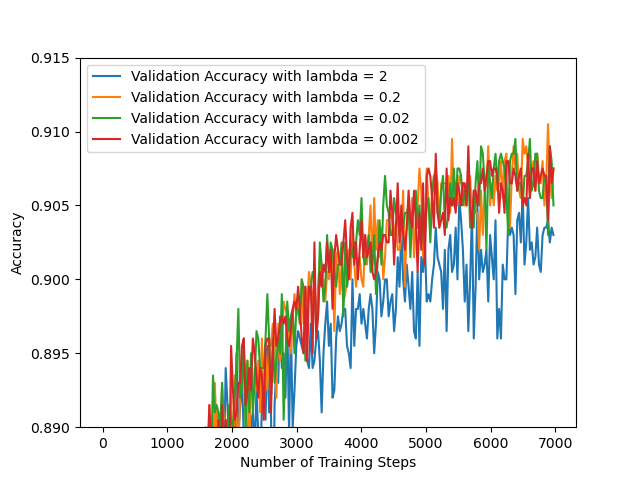 0.915
0.910
0.905
0.900
0.895
0.890
Accuracy
Validation Accuracy with lambda = 2
Validation Accuracy with lambda = 0.2
Validation Accuracy with lambda = 0.02
Validation Accuracy with lambda = 0.002
0 1000 2000 3000 4000 5000 6000 7000
Number of Training Steps